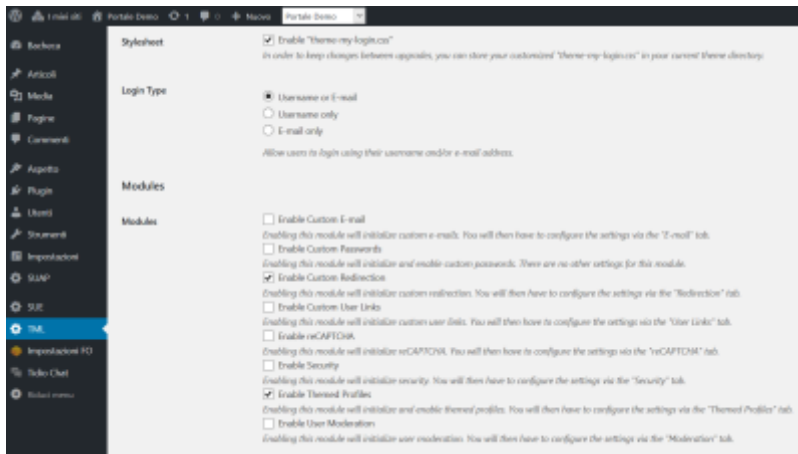 I miei siti Portale Demo 1 0 Nuovo Portale Demo
Bacheca
Articoli
Media
Pagine
Commenti
Aspetto
Plugin
Utenti
Strumenti
Impostazioni
SUAP
SUE
TML
Impostazioni FO
Tidio Chat
Riduci menu
Stylesheet
Enable "theme-my-login.css"
In order to keep changes between upgrades, you can store your customized "theme-my-login.css" in your current theme directory.
Login Type
Username or E-mail
Username only
E-mail only
Allow users to login using their username and/or e-mail address.
Modules
Modules
Enable Custom E-mail
Enabling this module will initialize custom e-mails. You will then have to configure the settings via the "E-mail" tab.
Enable Custom Passwords
Enabling this module will initialize and enable custom passwords. There are no other settings for this module.
Enable Custom Redirection
Enabling this module will initialize custom redirection. You will then have to configure the settings via the "Redirection" tab.
Enable Custom User Links
Enabling this module will initialize custom user links. You will then have to configure the settings via the "User Links" tab.
Enable reCAPTCHA
Enabling this module will initialize reCAPTCHA. You will then have to configure the settings via the "reCAPTCHA" tab.
Enable Security
Enabling this module will initialize security. You will then have to configure the settings via the "Security" tab.
Enable Themed Profiles
Enabling this module will initialize and enable themed profiles. You will then have to configure the settings via the "Themed Profiles" tab.
Enable User Moderation
Enabling this module will initialize user moderation. You will then have to configure the settings via the "Moderation" tab.